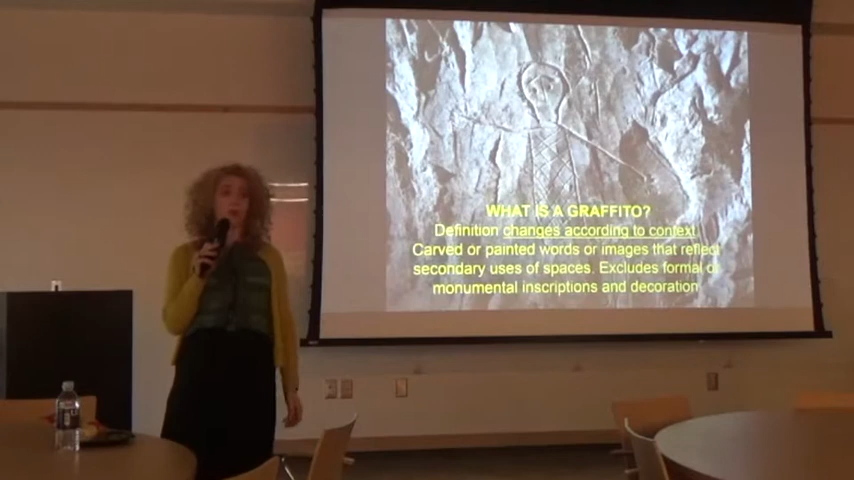 WHAT IS A GRAFFITO?
Definition changes according to context
Carved or painted words or images that reflect
secondary uses of spaces. Excludes formal or
monumental inscriptions and decoration.